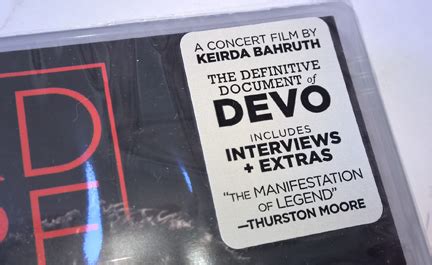 A CONCERT FILM BY
KEIRDA BAHRUTH
THE DEFINITIVE
DOCUMENT of
DEVO
INCLUDES
INTERVIEWS
+ EXTRAS
"THE MANIFESTATION
OF LEGEND"
—THURSTON MOORE
D